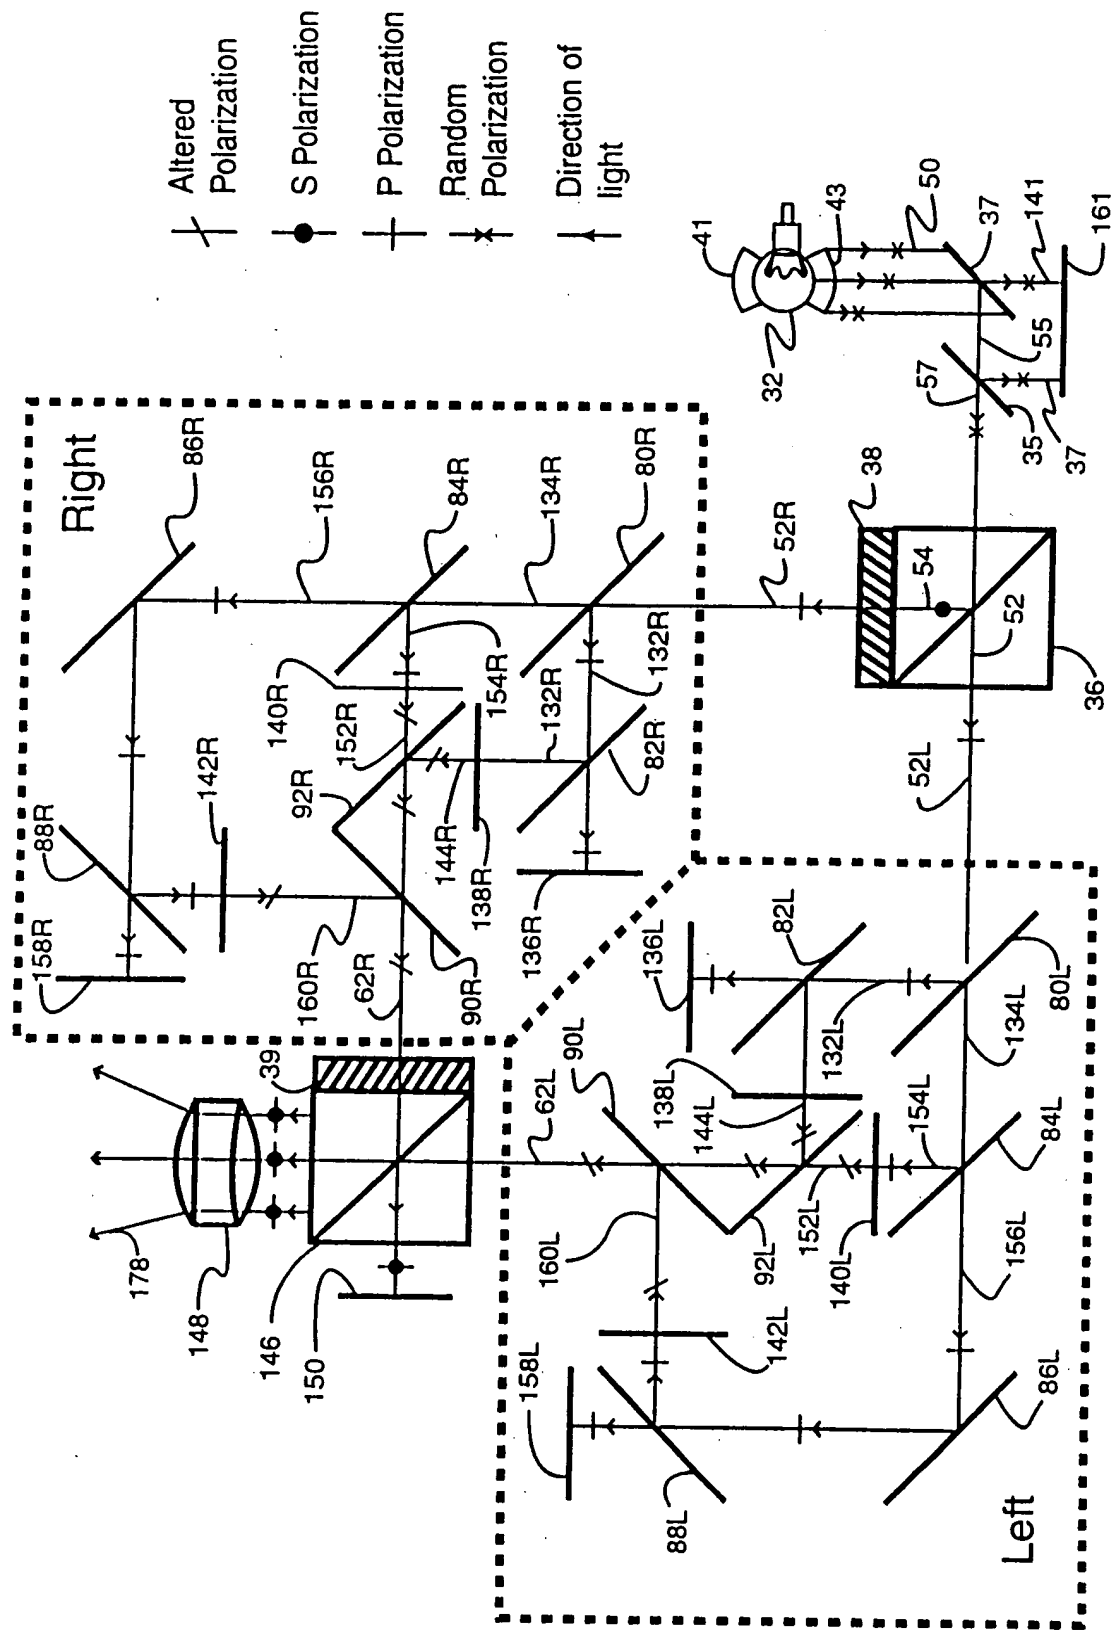 Altered
Polarization
S Polarization
P Polarization
Random
Polarization
Direction of
light
Right
86R
156R
84R
134R
80R
52R
38
54
52
36
52L
140R
154R
132R
152R
132R
82R
92R
144R
138R
136R
142R
88R
158R
160R
62R
90R
41
43
50
37
141
161
32
55
57
35
37
39
178
148
146
150
90L
62L
138L
144L
136L
82L
132L
80L
134L
154L
84L
152L
140L
92L
160L
156L
142L
158L
86L
88L
Left